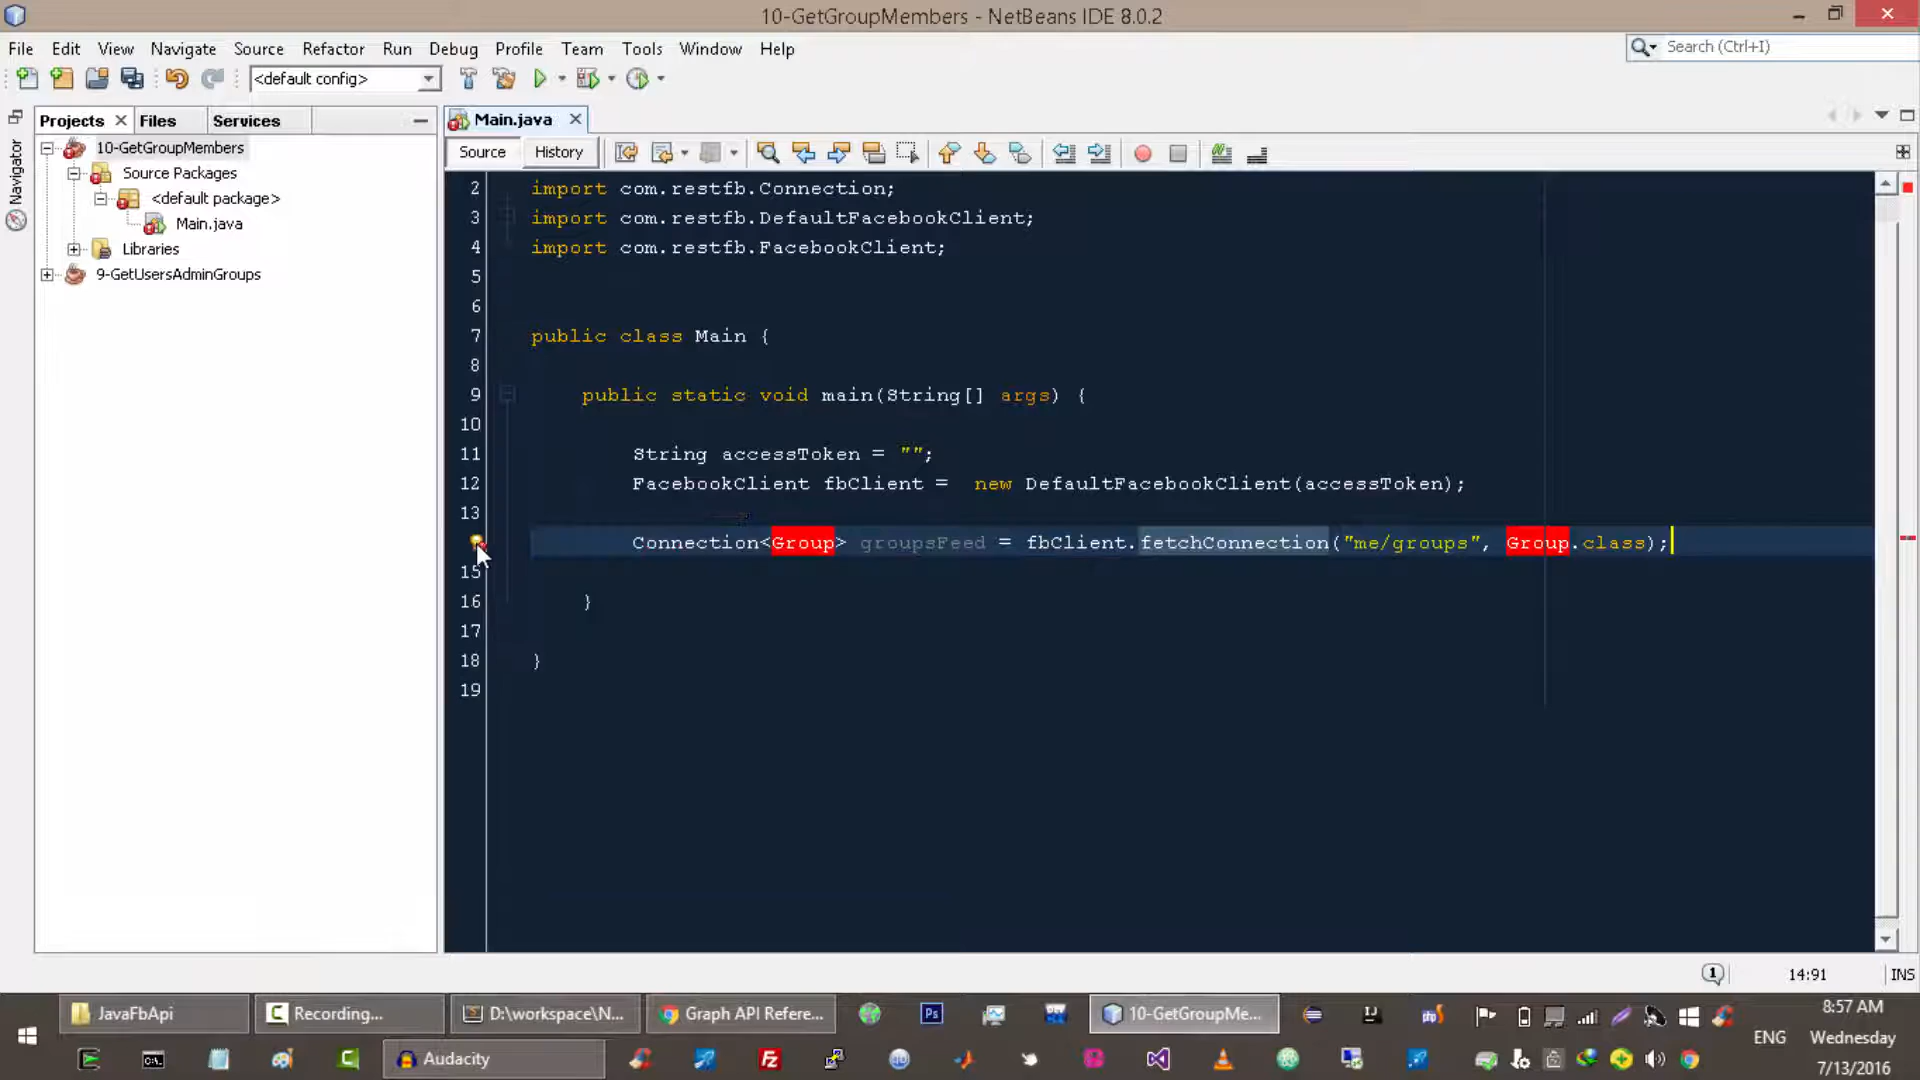 10-GetGroupMembers - NetBeans IDE 8.0.2
File Edit View Navigate Source Refactor Run Debug Profile Team Tools Window Help
Search (Ctrl+I)
<default config>
Projects Files Services
Main.java
Navigator
10-GetGroupMembers
Source Packages
<default package>
Main.java
Libraries
9-GetUsersAdminGroups
Source History
2 import com.restfb.Connection;
3 import com.restfb.DefaultFacebookClient;
4 import com.restfb.FacebookClient;
5
6
7 public class Main {
8
9 public static void main(String[] args) {
10
11 String accessToken = "";
12 FacebookClient fbClient = new DefaultFacebookClient(accessToken);
13
Connection<Group> groupsFeed = fbClient.fetchConnection("me/groups", Group.class);
15
16 }
17
18 }
19
1 14:91 INS
JavaFbApi
Recording...
D:\workspace\N...
Graph API Refere...
Ps
10-GetGroupMe...
IJ
php
8:57 AM
ENG Wednesday
Audacity
Fz
7/13/2016